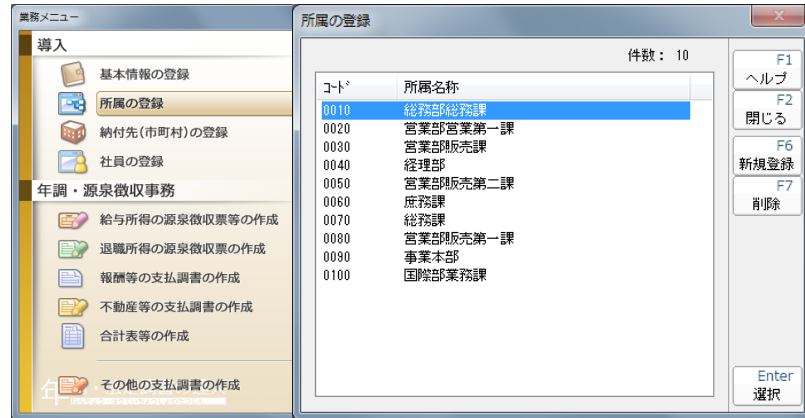 業務メニュー
導入
基本情報の登録
所属の登録
納付先(市町村)の登録
社員の登録
年調・源泉徴収事務
給与所得の源泉徴収票等の作成
退職所得の源泉徴収票の作成
報酬等の支払調書の作成
不動産等の支払調書の作成
合計表等の作成
その他の支払調書の作成
所属の登録
件数： 10
ｺｰﾄﾞ 所属名称
0010 総務部総務課
0020 営業部営業第一課
0030 営業部販売課
0040 経理部
0050 営業部販売第二課
0060 庶務課
0070 総務課
0080 営業部販売第一課
0090 事業本部
0100 国際部業務課
F1
ヘルプ
F2
閉じる
F6
新規登録
F7
削除
Enter
選択